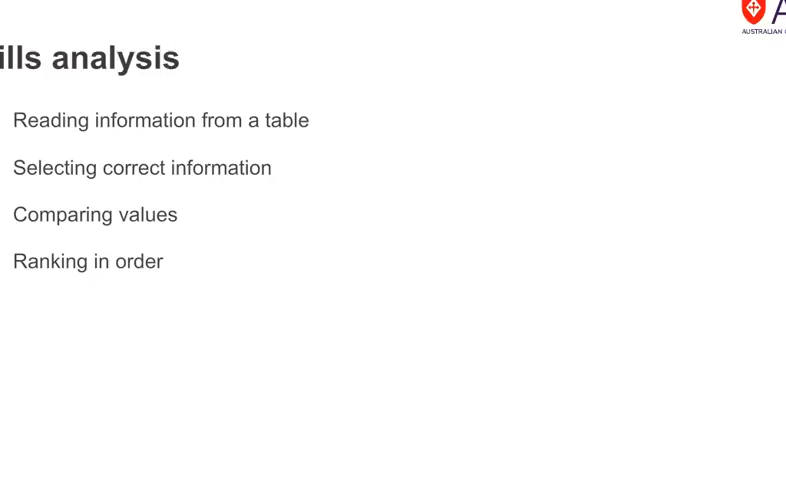 ills analysis
Reading information from a table
Selecting correct information
Comparing values
Ranking in order
A
AUSTRALIAN